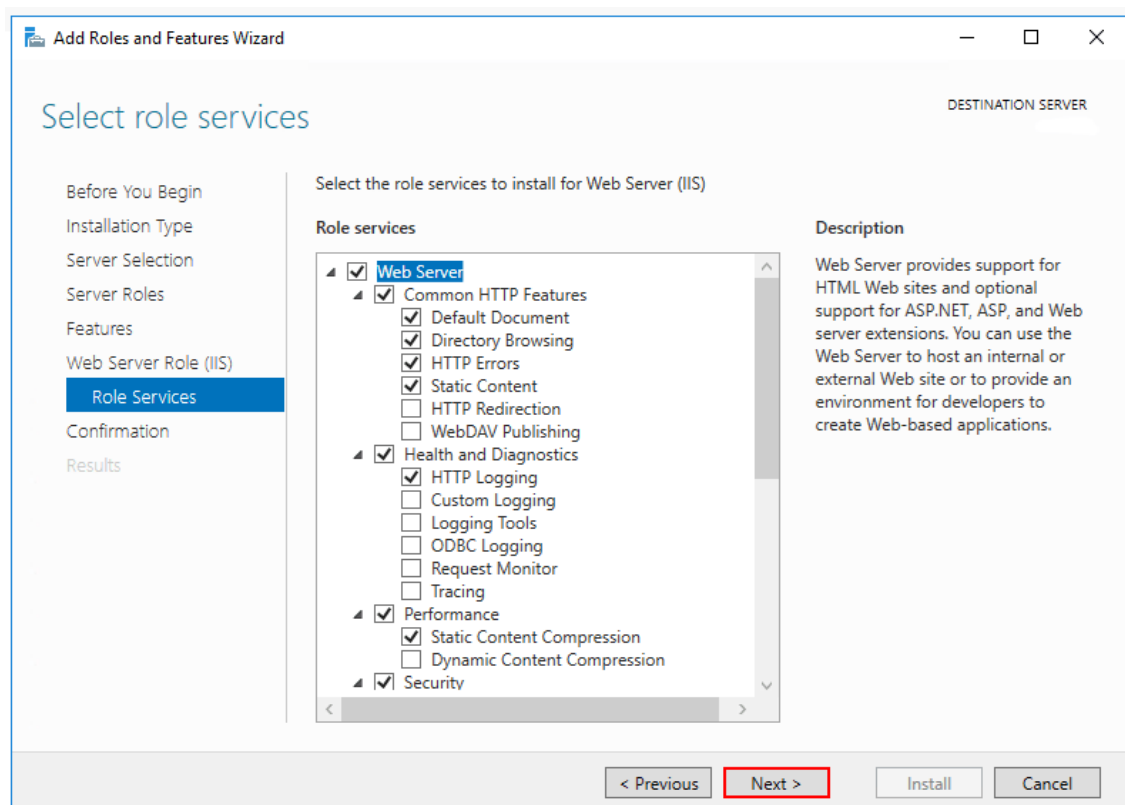 Add Roles and Features Wizard
Select role services
DESTINATION SERVER
Before You Begin
Installation Type
Server Selection
Server Roles
Features
Web Server Role (IIS)
Role Services
Confirmation
Results
Select the role services to install for Web Server (IIS)
Role services
Web Server
Common HTTP Features
Default Document
Directory Browsing
HTTP Errors
Static Content
HTTP Redirection
WebDAV Publishing
Health and Diagnostics
HTTP Logging
Custom Logging
Logging Tools
ODBC Logging
Request Monitor
Tracing
Performance
Static Content Compression
Dynamic Content Compression
Security
Description
Web Server provides support for
HTML Web sites and optional
support for ASP.NET, ASP, and Web
server extensions. You can use the
Web Server to host an internal or
external Web site or to provide an
environment for developers to
create Web-based applications.
< Previous
Next >
Install
Cancel